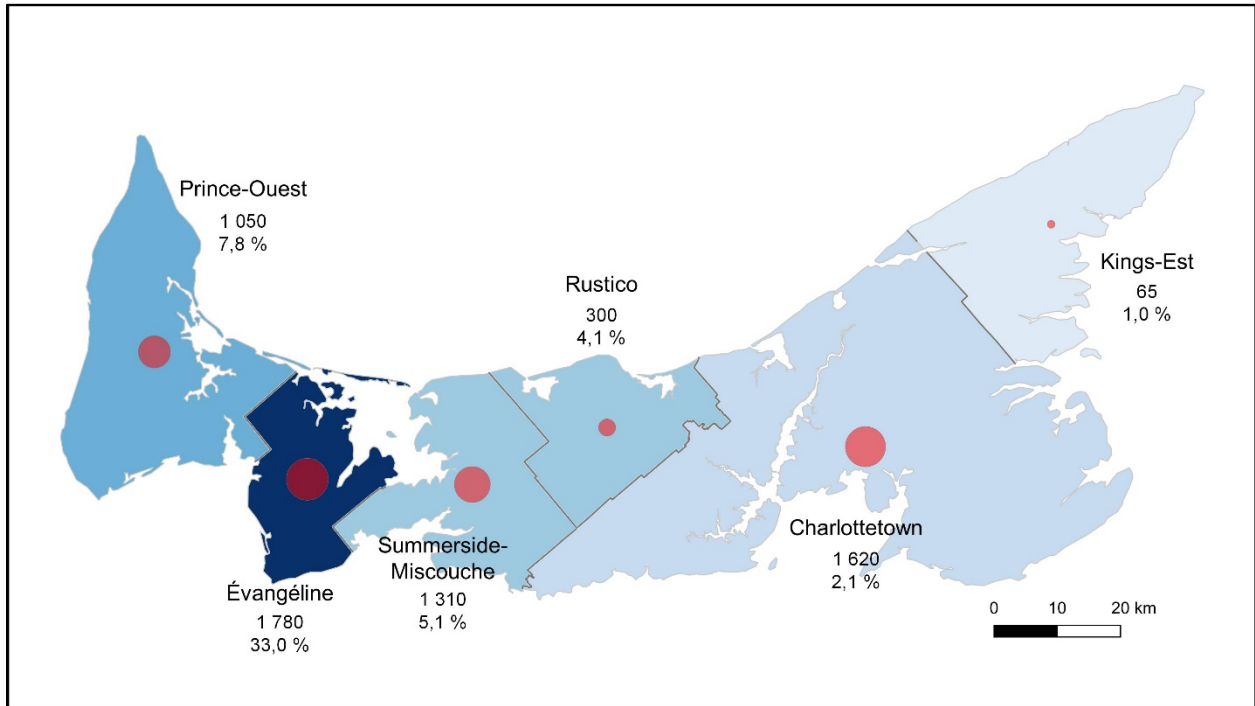 Prince-Ouest
1 050
7,8 %
Rustico
300
4,1 %
Kings-Est
65
1,0 %
Évangéline
1 780
33,0 %
Summerside-
Miscouche
1 310
5,1 %
Charlottetown
1 620
2,1 %
0 10 20 km